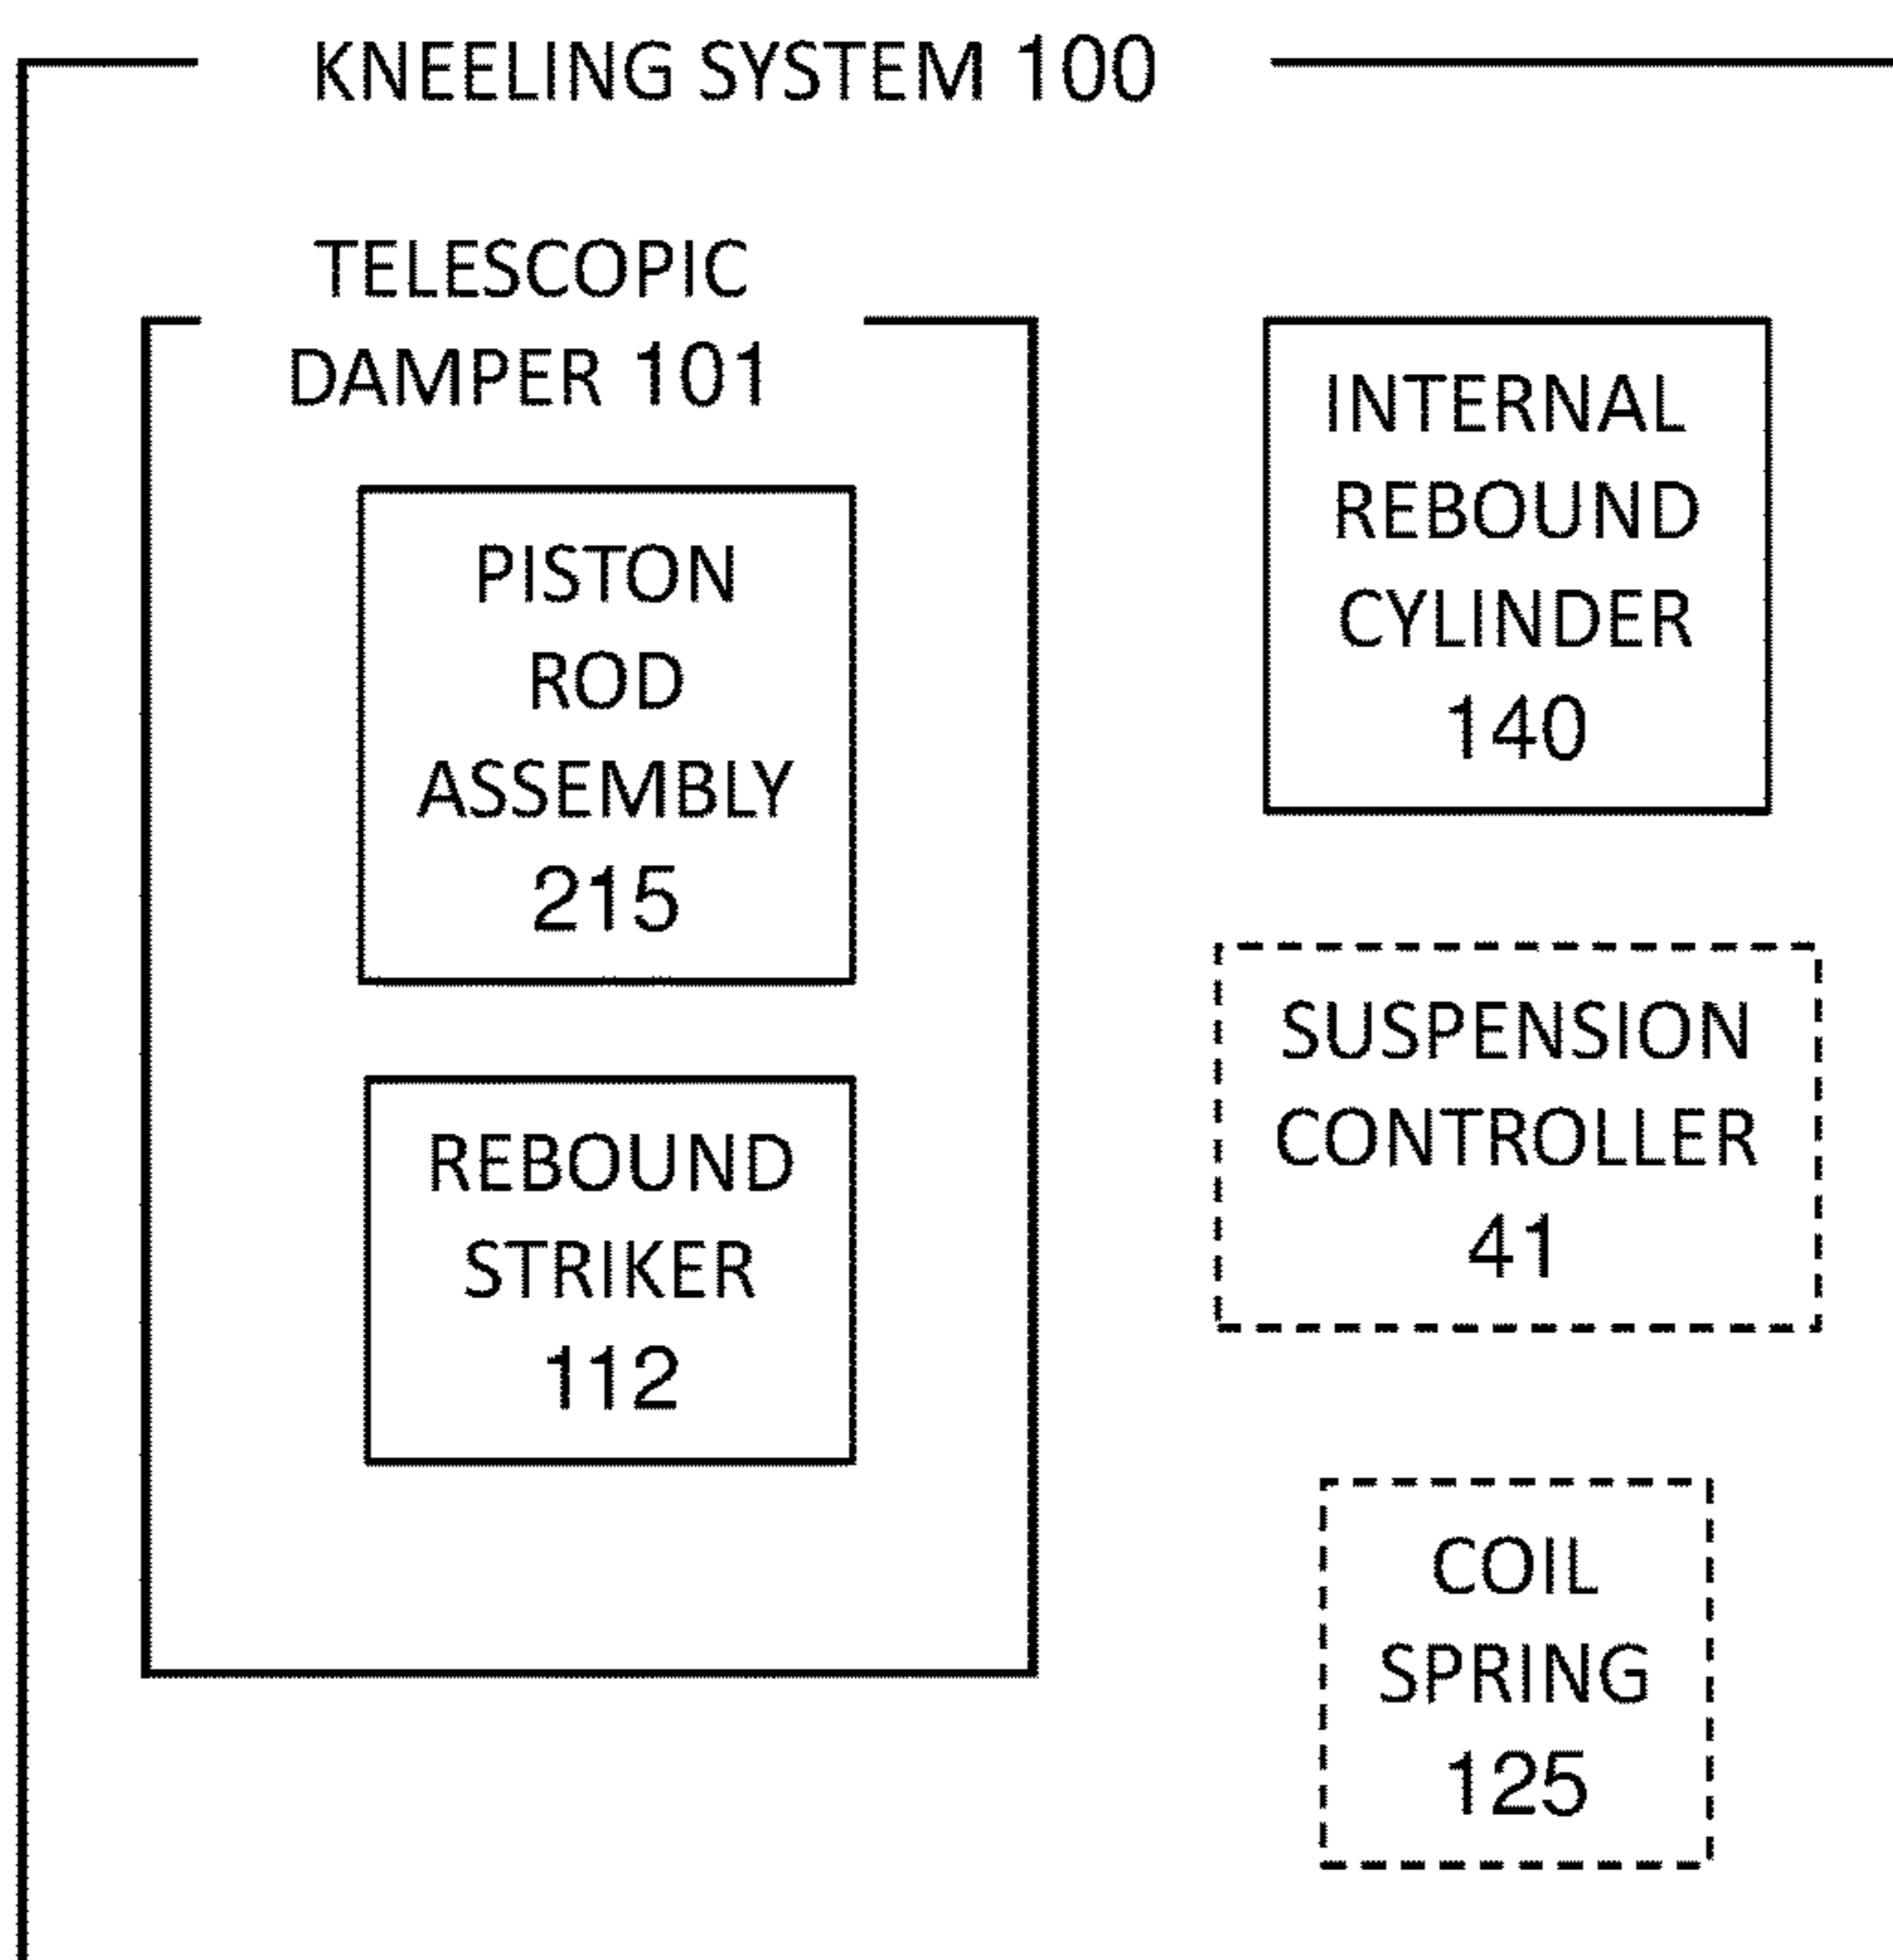 KNEELING SYSTEM 100
TELESCOPIC
DAMPER 101
PISTON
ROD
ASSEMBLY
215
REBOUND
STRIKER
112
INTERNAL
REBOUND
CYLINDER
140
SUSPENSION
CONTROLLER
41
COIL
SPRING
125